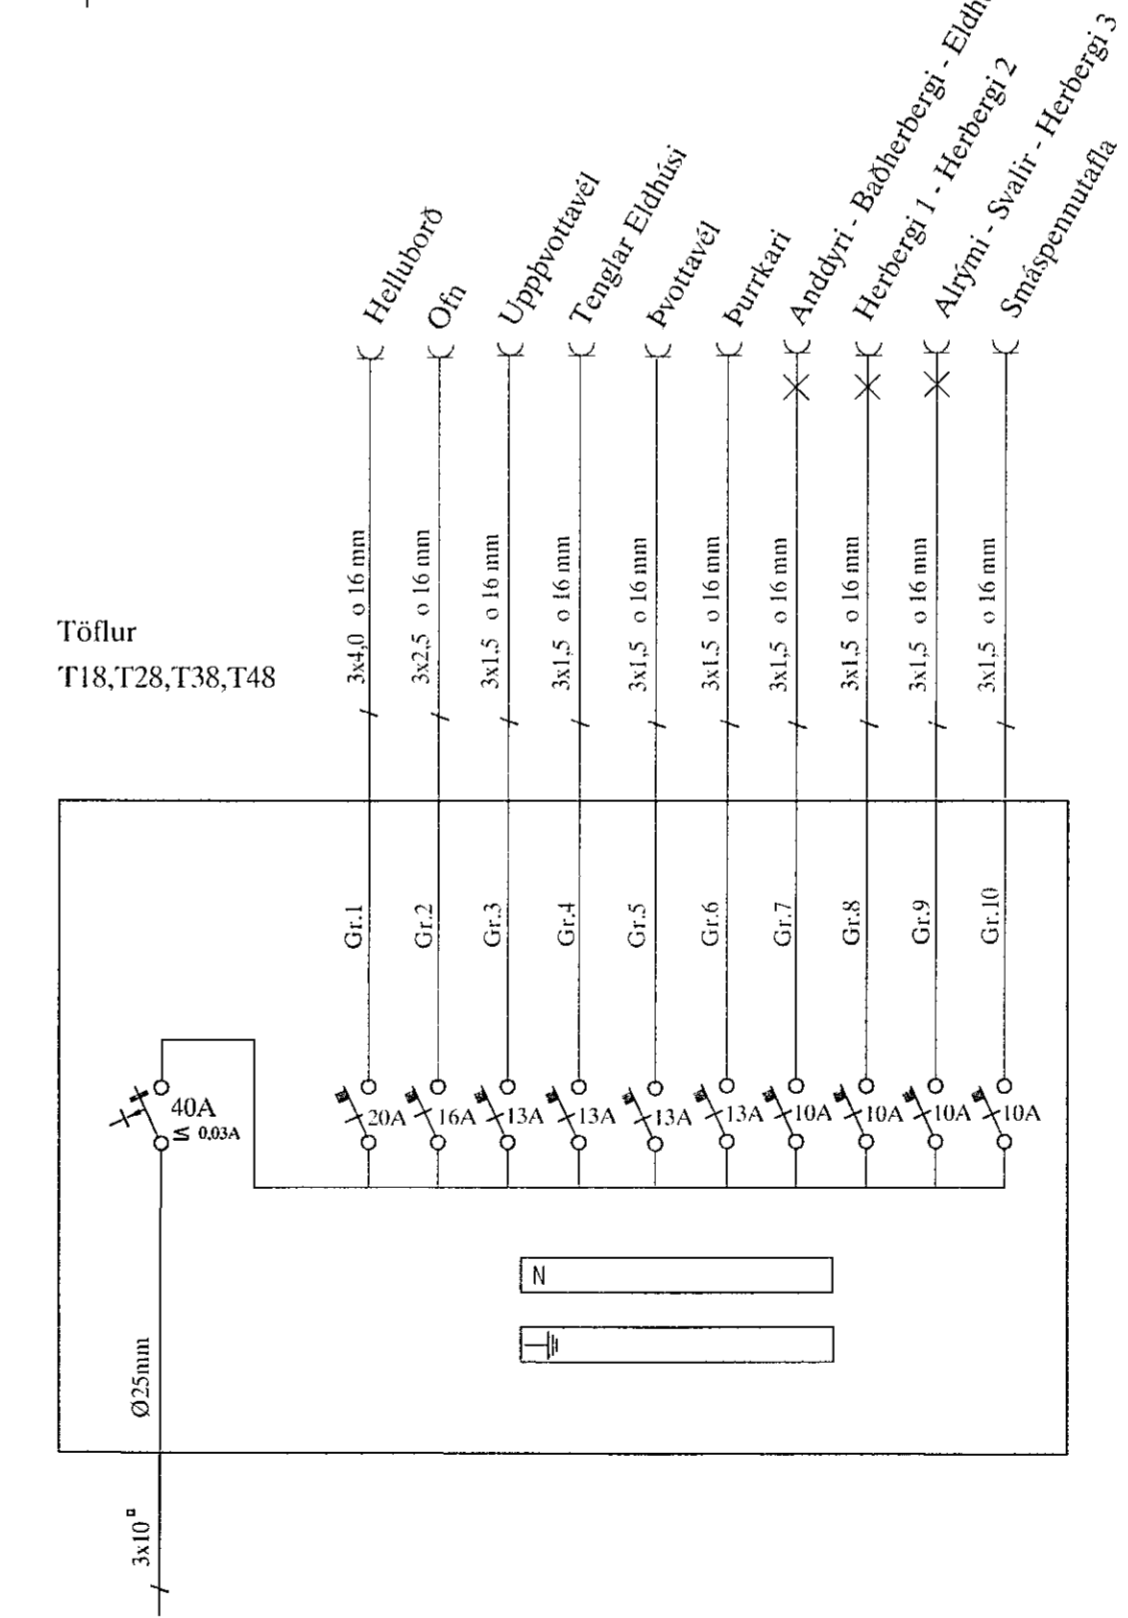 Helluborð
Ofn
Uppþvottavél
Tenglar Eldhúsi
Þvottavél
Þurrkari
Anddyri - Baðherbergi -
Herbergi 1 - Herbergi 2
Alrými - Svalir - Herbergi 3
Smáspennutafla
Töflur
T18,T28,T38,T48
3x4,0 o 16 mm
3x2,5 o 16 mm
3x1.5 o 16 mm
3x1.5 o 16 mm
3x1,5 o 16 mm
3x1.5 o 16 mm
3x1,5 o 16 mm
3x1,5 o 16 mm
3x1,5 o 16 mm
3x1,5 o 16 mm
Gr.1
Gr.2
Gr.3
Gr.4
Gr.5
Gr.6
Gr.7
Gr.8
Gr.9
Gr.10
40A
≤ 0,03A
20A
16A
13A
13A
13A
13A
10A
10A
10A
10A
N
Ø25mm
3x10